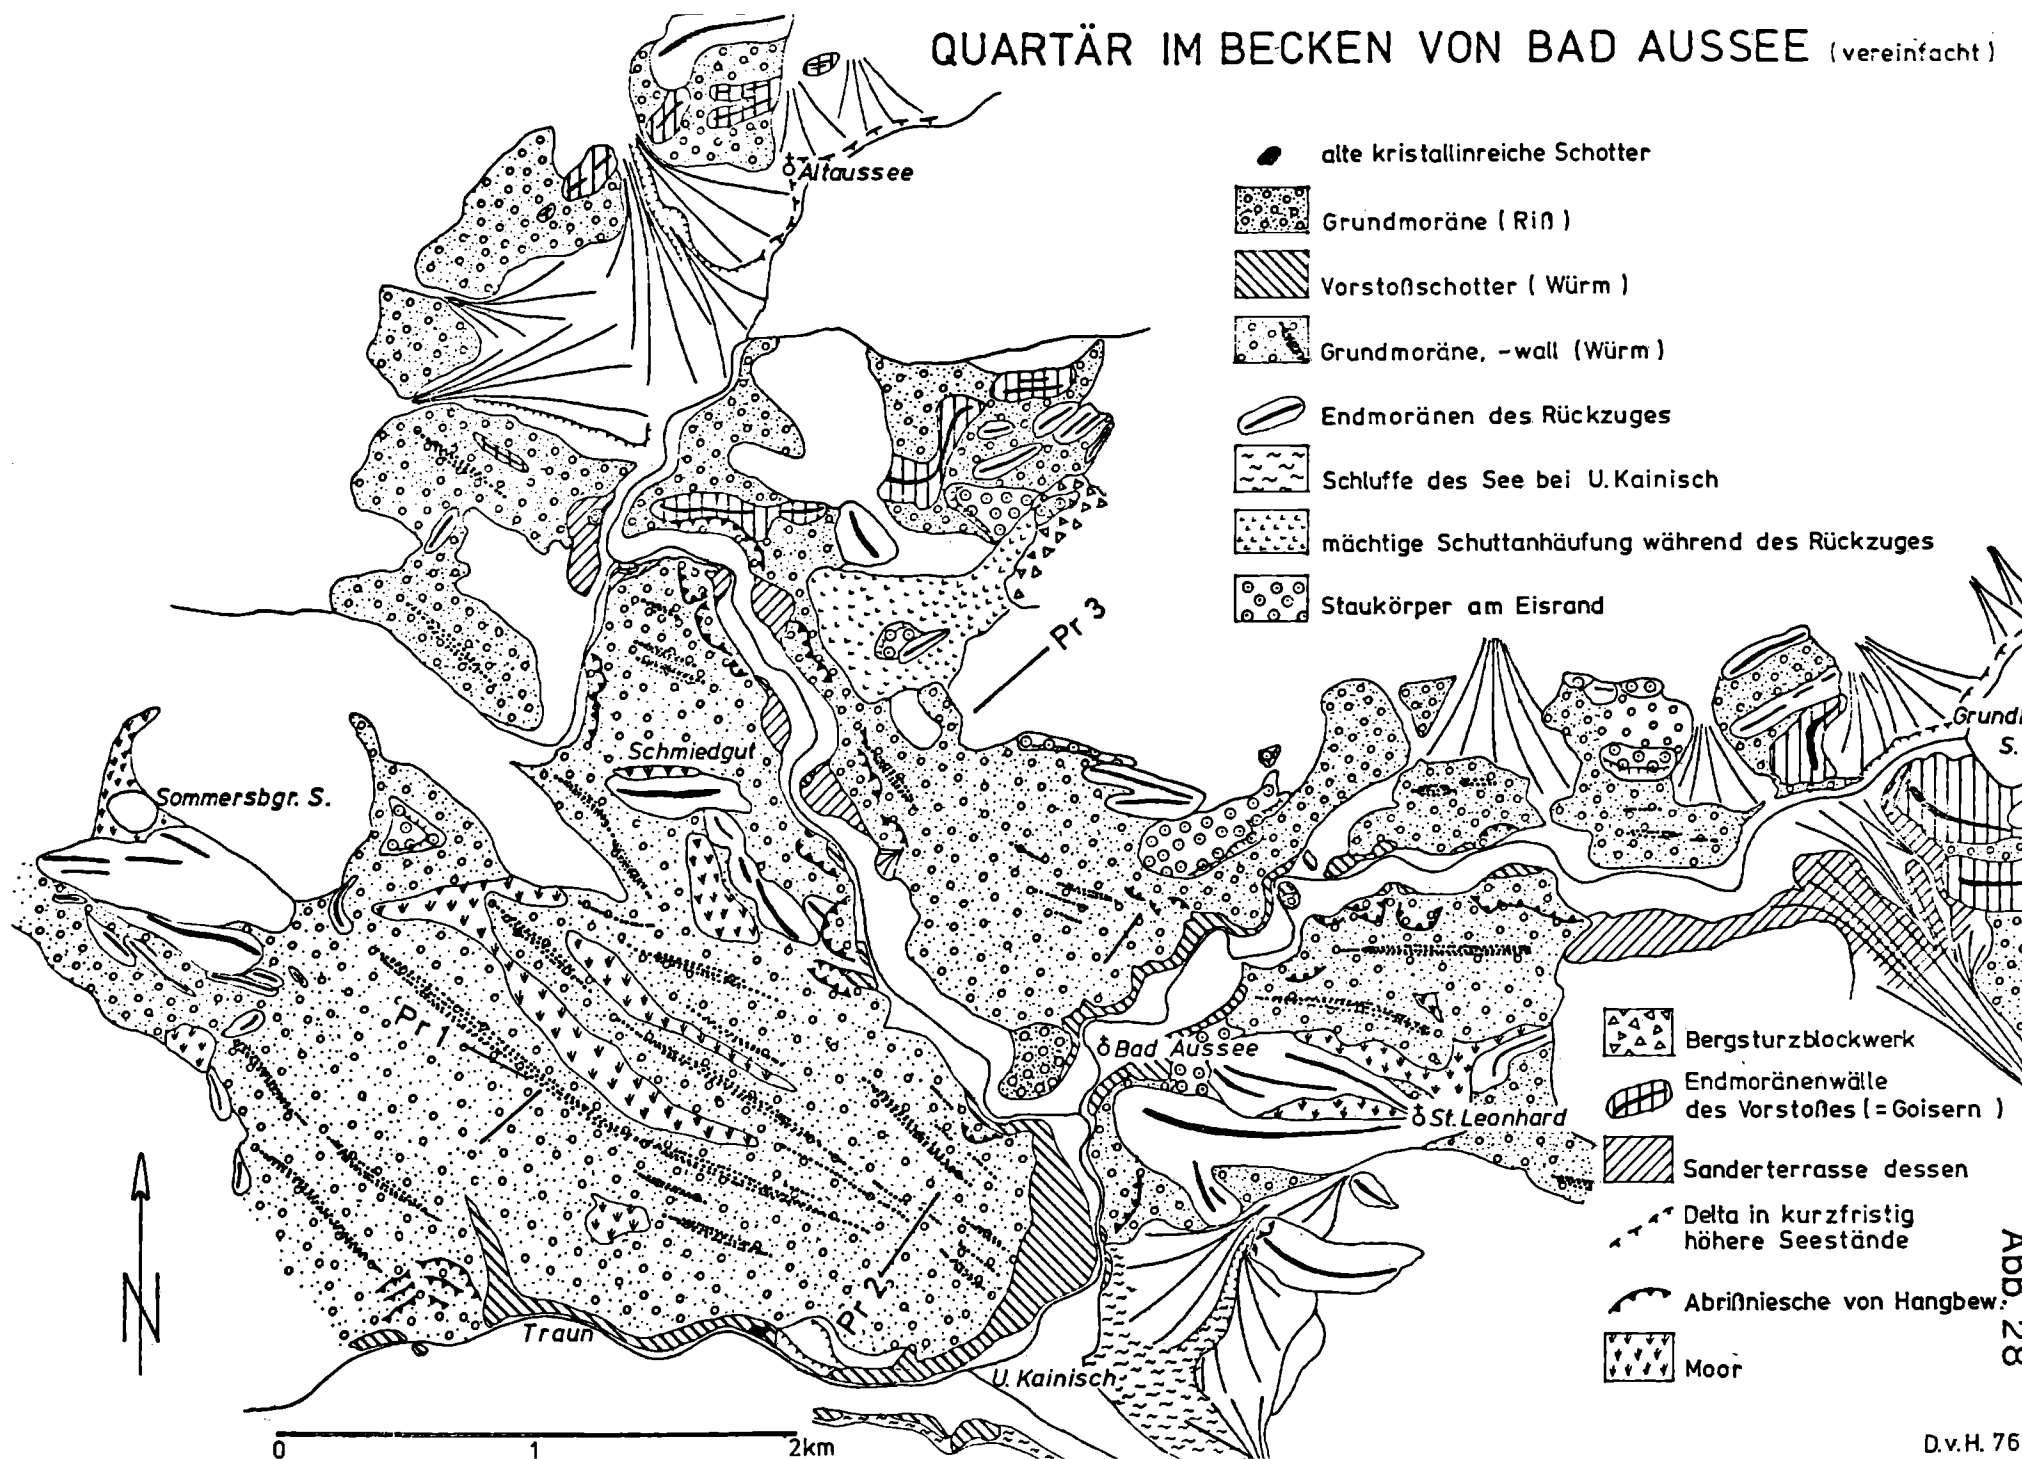 QUARTÄR IM BECKEN VON BAD AUSSEE (vereinfacht)
alte kristallinreiche Schotter
Grundmoräne (Riß)
Vorstoßschotter (Würm)
Grundmoräne, -wall (Würm)
Endmoränen des Rückzuges
Schluffe des See bei U. Kainisch
mächtige Schuttanhäufung während des Rückzuges
Staukörper am Eisrand
Altaussee
Pr 3
Schmiedgut
Sommersbgr. S.
Grundl
S.
Pr 1
Bad Aussee
St. Leonhard
Pr 2
Traun
U. Kainisch
Bergsturzblockwerk
Endmoränenwälle
des Vorstoßes (= Goisern)
Sanderterrasse dessen
Delta in kurzfristig
höhere Seestände
Abrißniesche von Hangbew.
Moor
Abb 28
N
0 1 2km
D.v.H. 76